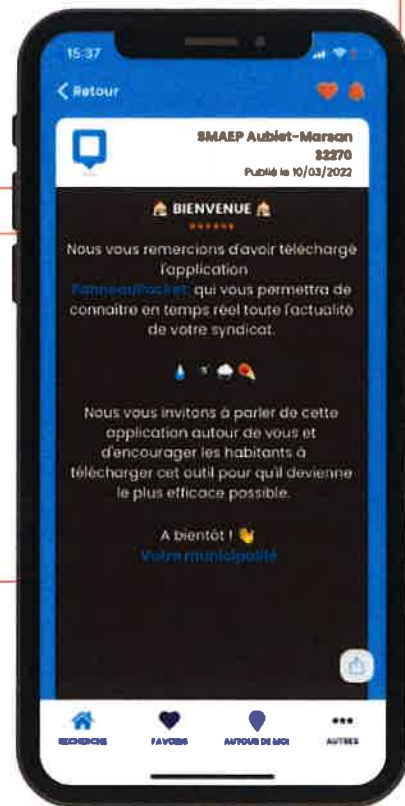 15:37
Retour
SMAEP Aubiet-Marsan
32270
Publié le 10/03/2022
BIENVENUE
Nous vous remercions d'avoir téléchargé
l'application
PanneauPocket qui vous permettra de
connaître en temps réel toute l'actualité
de votre syndicat.
Nous vous invitons à parler de cette
application autour de vous et
d'encourager les habitants à
télécharger cet outil pour qu'il devienne
le plus efficace possible.
A bientôt !
Votre municipalité
RECHERCHE
FAVORIS
AUTOUR DE MOI
AUTRES